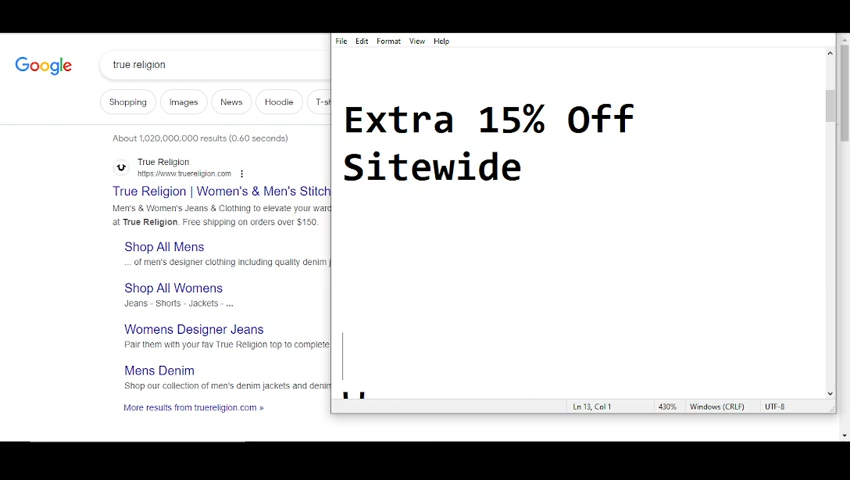 File Edit Format View Help
Google
true religion
Shopping Images News Hoodie
About 1,020,000,000 results (0.60 seconds)
True Religion
https://www.truereligion.com
True Religion | Women's & Men's Stitch
Men's & Women's Jeans & Clothing to elevate your
at True Religion. Free shipping on orders over $150.
Shop All Mens
... of men's designer clothing including quality denim
Shop All Womens
Jeans - Shorts - Jackets - ...
Womens Designer Jeans
Pair them with your fav True Religion top to complete
Mens Denim
Shop our collection of men's denim jackets and
More results from truereligion.com »
Extra 15% Off
Sitewide
Ln 13, Col 1 430% Windows (CRLF) UTF-8